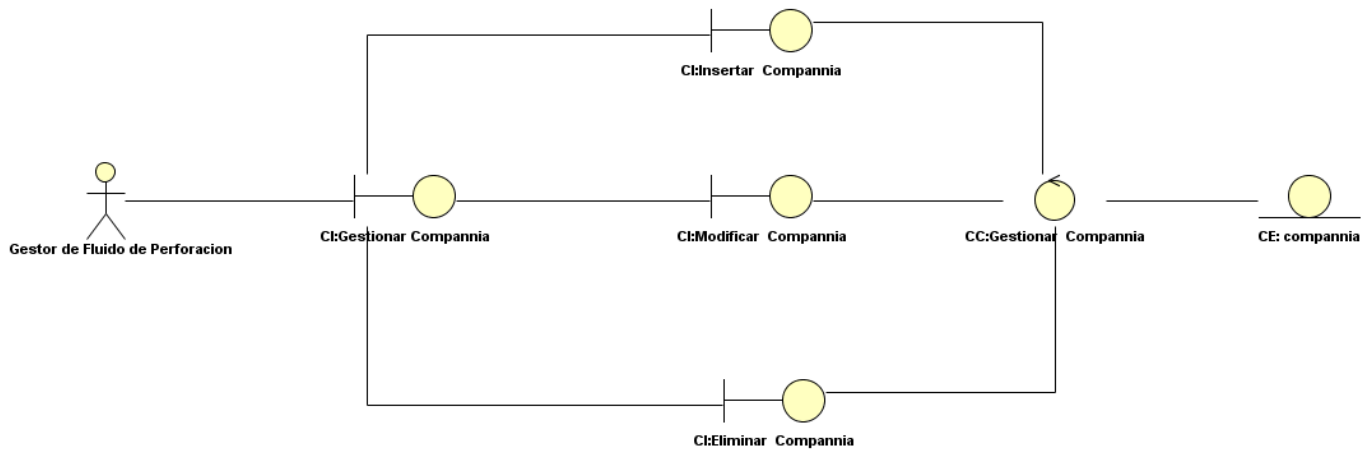 CI:Insertar Compannia
Gestor de Fluido de Perforacion
CI:Gestionar Compannia
CI:Modificar Compannia
CC:Gestionar Compannia
CE: compannia
CI:Eliminar Compannia